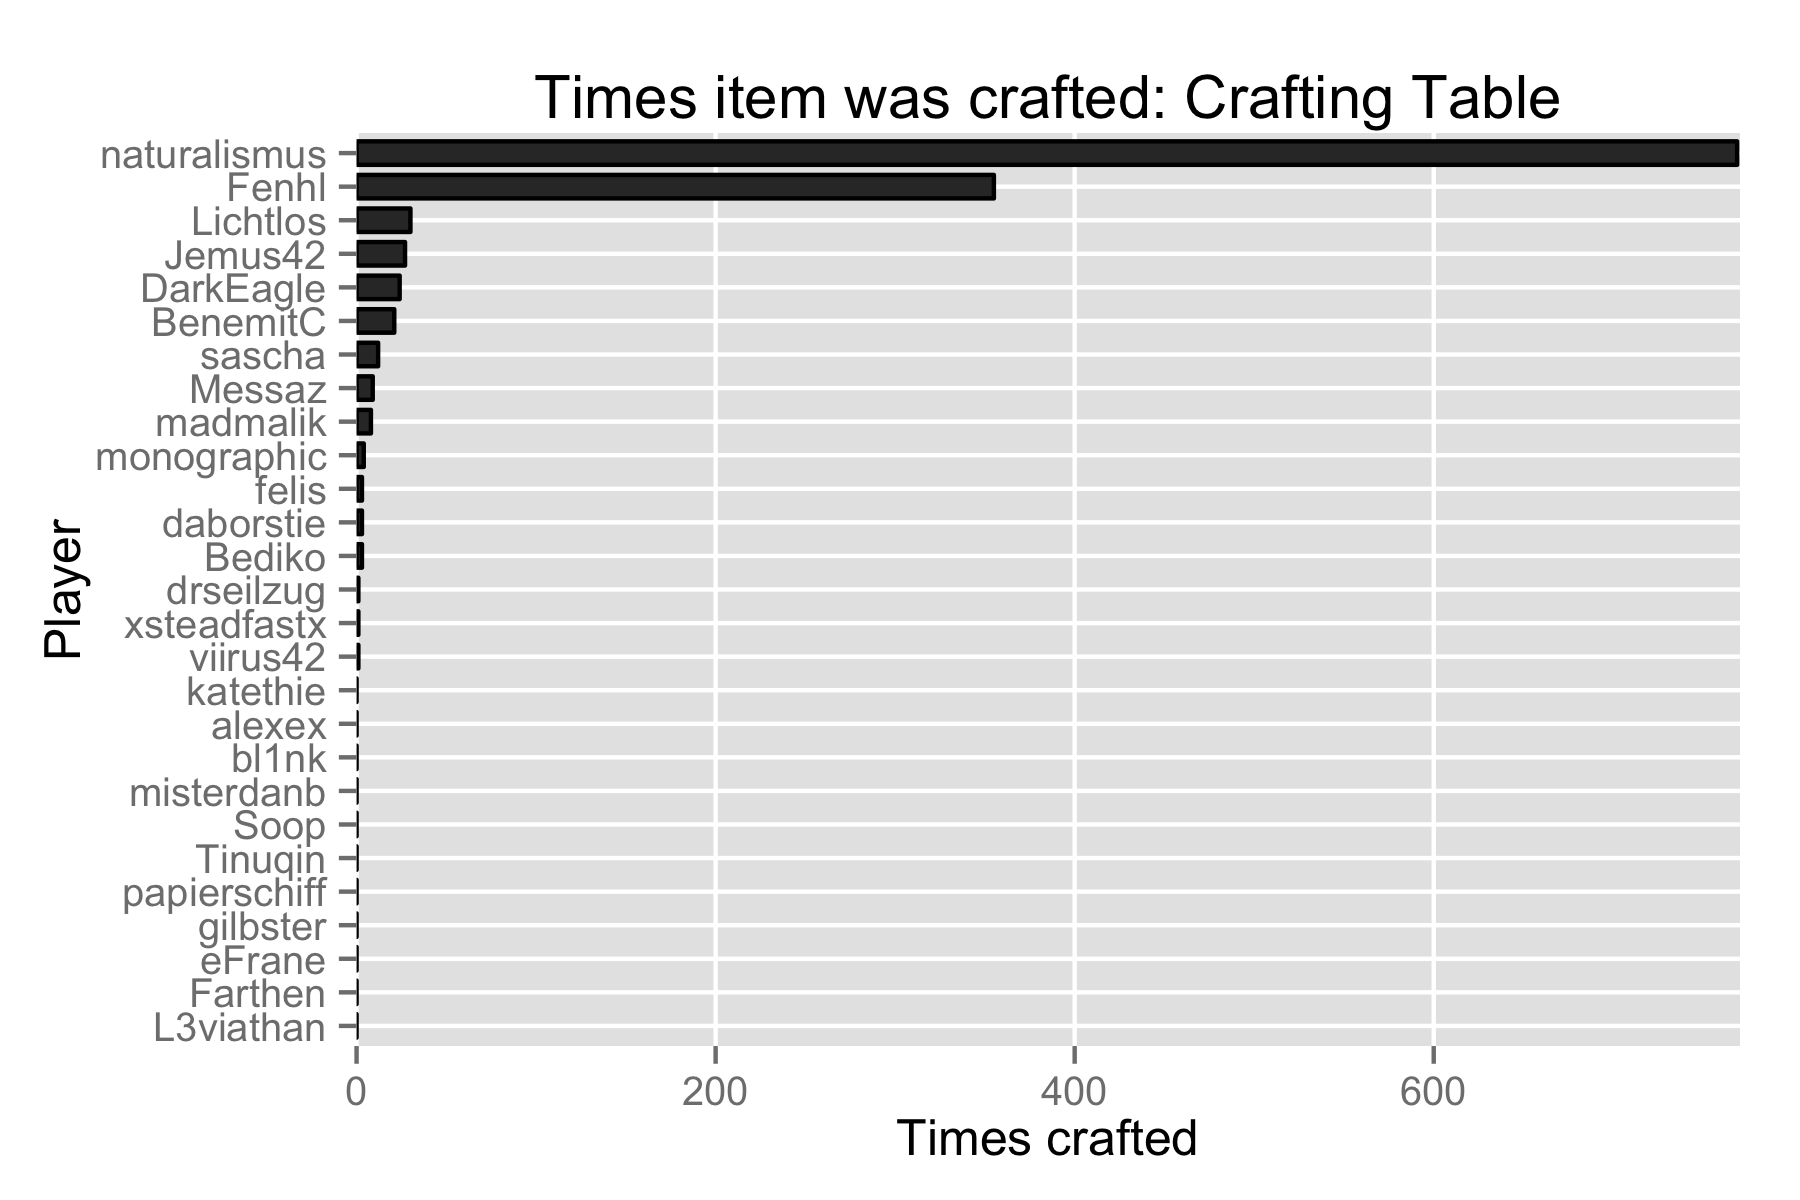 Times item was crafted: Crafting Table
naturalismus
Fenhl
Lichtlos
Jemus42
DarkEagle
BenemitC
sascha
Messaz
madmalik
monographic
felis
daborstie
Bediko
drseilzug
xsteadfastx
viirus42
katethie
alexex
bl1nk
misterdanb
Soop
Tinuqin
papierschiff
gilbster
eFrane
Farthen
L3viathan
Player
0 200 400 600
Times crafted